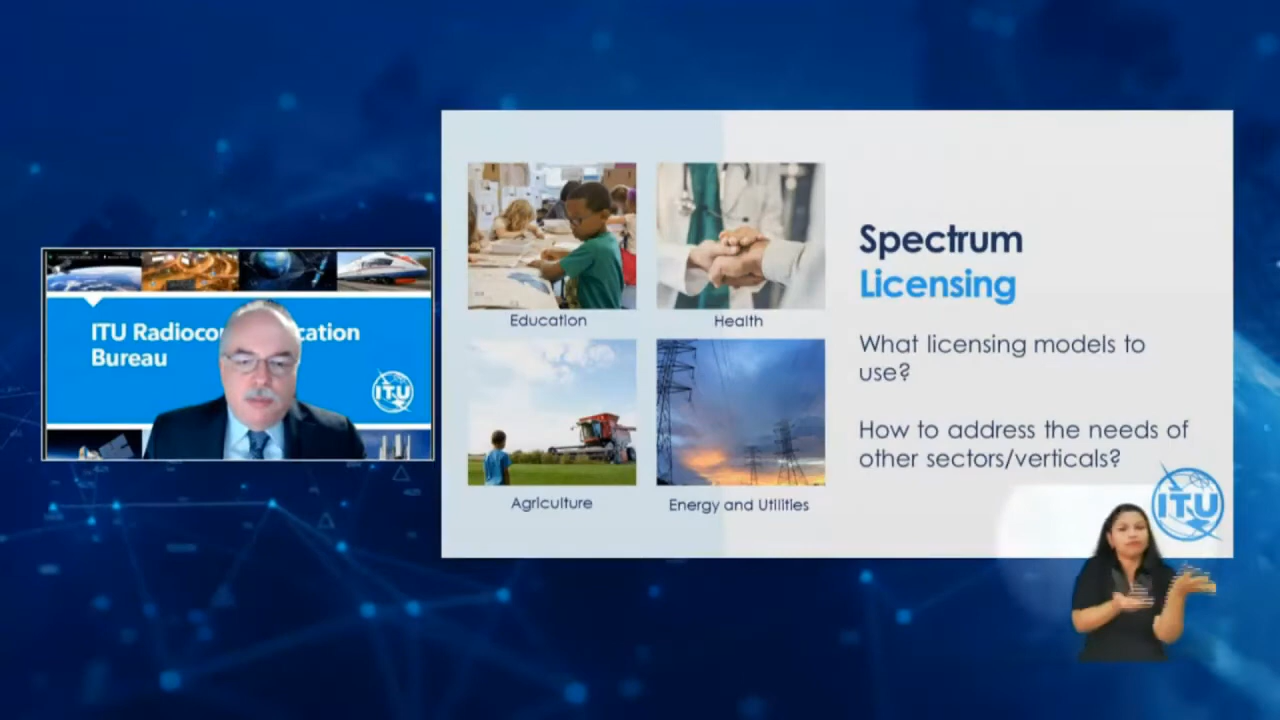 ITU Radiocor
cation
Bureau
ITU
Education
Health
Agriculture
Energy and Utilities
Spectrum
Licensing
What licensing models to
use?
How to address the needs of
other sectors/verticals?
ITU